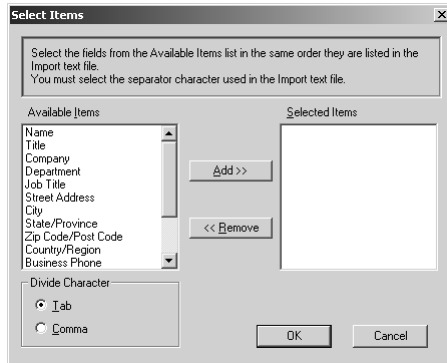 Select Items
Select the fields from the Available Items list in the same order they are listed in the
Import text file.
You must select the separator character used in the Import text file.
Available Items
Selected Items
Name
Title
Company
Department
Job Title
Street Address
City
State/Province
Zip Code/Post Code
Country/Region
Business Phone
Add >>
<< Remove
Divide Character
Tab
Comma
OK
Cancel